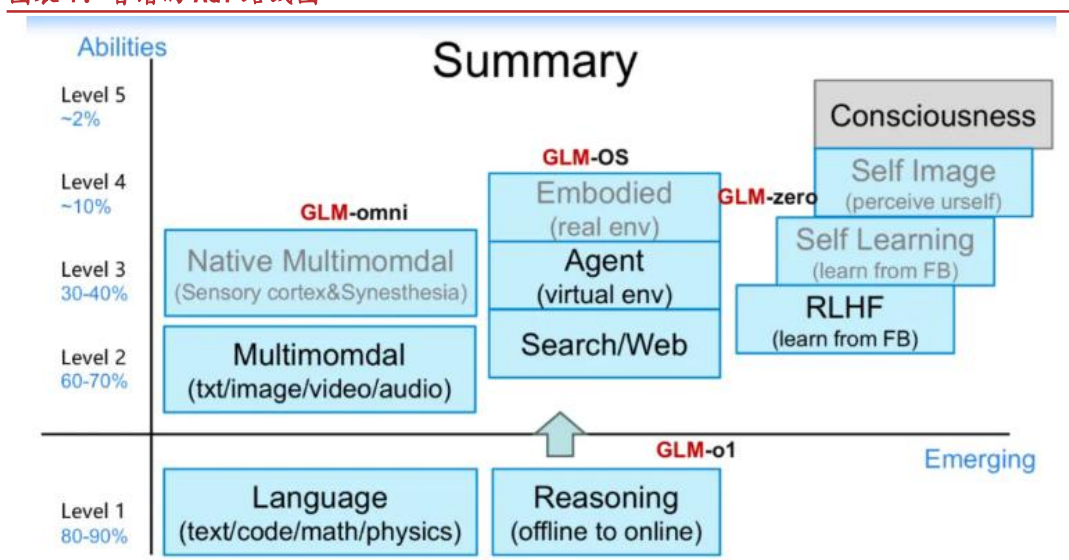 Summary
Abilities
Level 5
~2%
Level 4
~10%
Level 3
30-40%
Level 2
60-70%
Level 1
80-90%
GLM-omni
Native Multimomdal
(Sensory cortex&Synesthesia)
Multimomdal
(txt/image/video/audio)
Language
(text/code/math/physics)
GLM-OS
Embodied
(real env)
Agent
(virtual env)
Search/Web
GLM-o1
Reasoning
(offline to online)
GLM-zero
Consciousness
Self Image
(perceive urself)
Self Learning
(learn from FB)
RLHF
(learn from FB)
Emerging